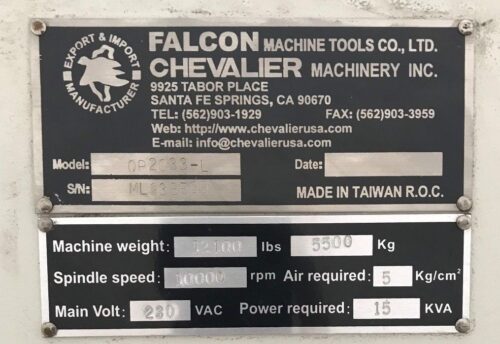 EXPORT & IMPORT
MANUFACTURER
FALCON MACHINE TOOLS CO., LTD.
CHEVALIER MACHINERY INC.
9925 TABOR PLACE
SANTA FE SPRINGS, CA 90670
TEL: (562)903-1929 FAX: (562)903-3959
Web: http://www.chevalierusa.com
E-mail: info@chevalierusa.com
Model: Date:
S/N: MADE IN TAIWAN R.O.C.
Machine weight: 12100 lbs 5500 Kg
Spindle speed: 10000 rpm Air required: 5 Kg/cm²
Main Volt: 230 VAC Power required: 15 KVA